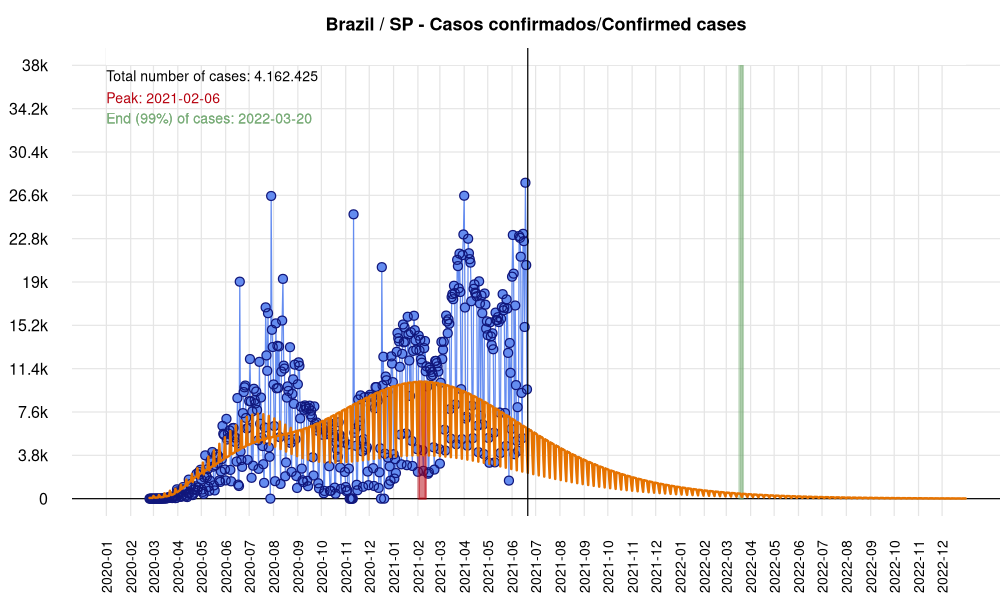 Brazil / SP - Casos confirmados/Confirmed cases
Total number of cases: 4.162.425
Peak: 2021-02-06
End (99%) of cases: 2022-03-20
38k
34.2k
30.4k
26.6k
22.8k
19k
15.2k
11.4k
7.6k
3.8k
0
2020-01
2020-02
2020-03
2020-04
2020-05
2020-06
2020-07
2020-08
2020-09
2020-10
2020-11
2020-12
2021-01
2021-02
2021-03
2021-04
2021-05
2021-06
2021-07
2021-08
2021-09
2021-10
2021-11
2021-12
2022-01
2022-02
2022-03
2022-04
2022-05
2022-06
2022-07
2022-08
2022-09
2022-10
2022-11
2022-12